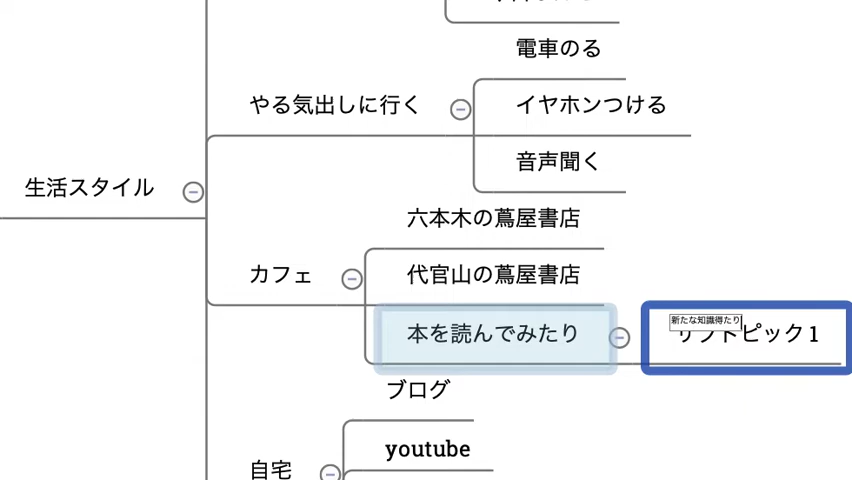 電車のる
やる気出しに行く
イヤホンつける
音声聞く
生活スタイル
六本木の蔦屋書店
カフェ
代官山の蔦屋書店
本を読んでみたり
新たな知識得たり
サブトピック 1
ブログ
youtube
自宅